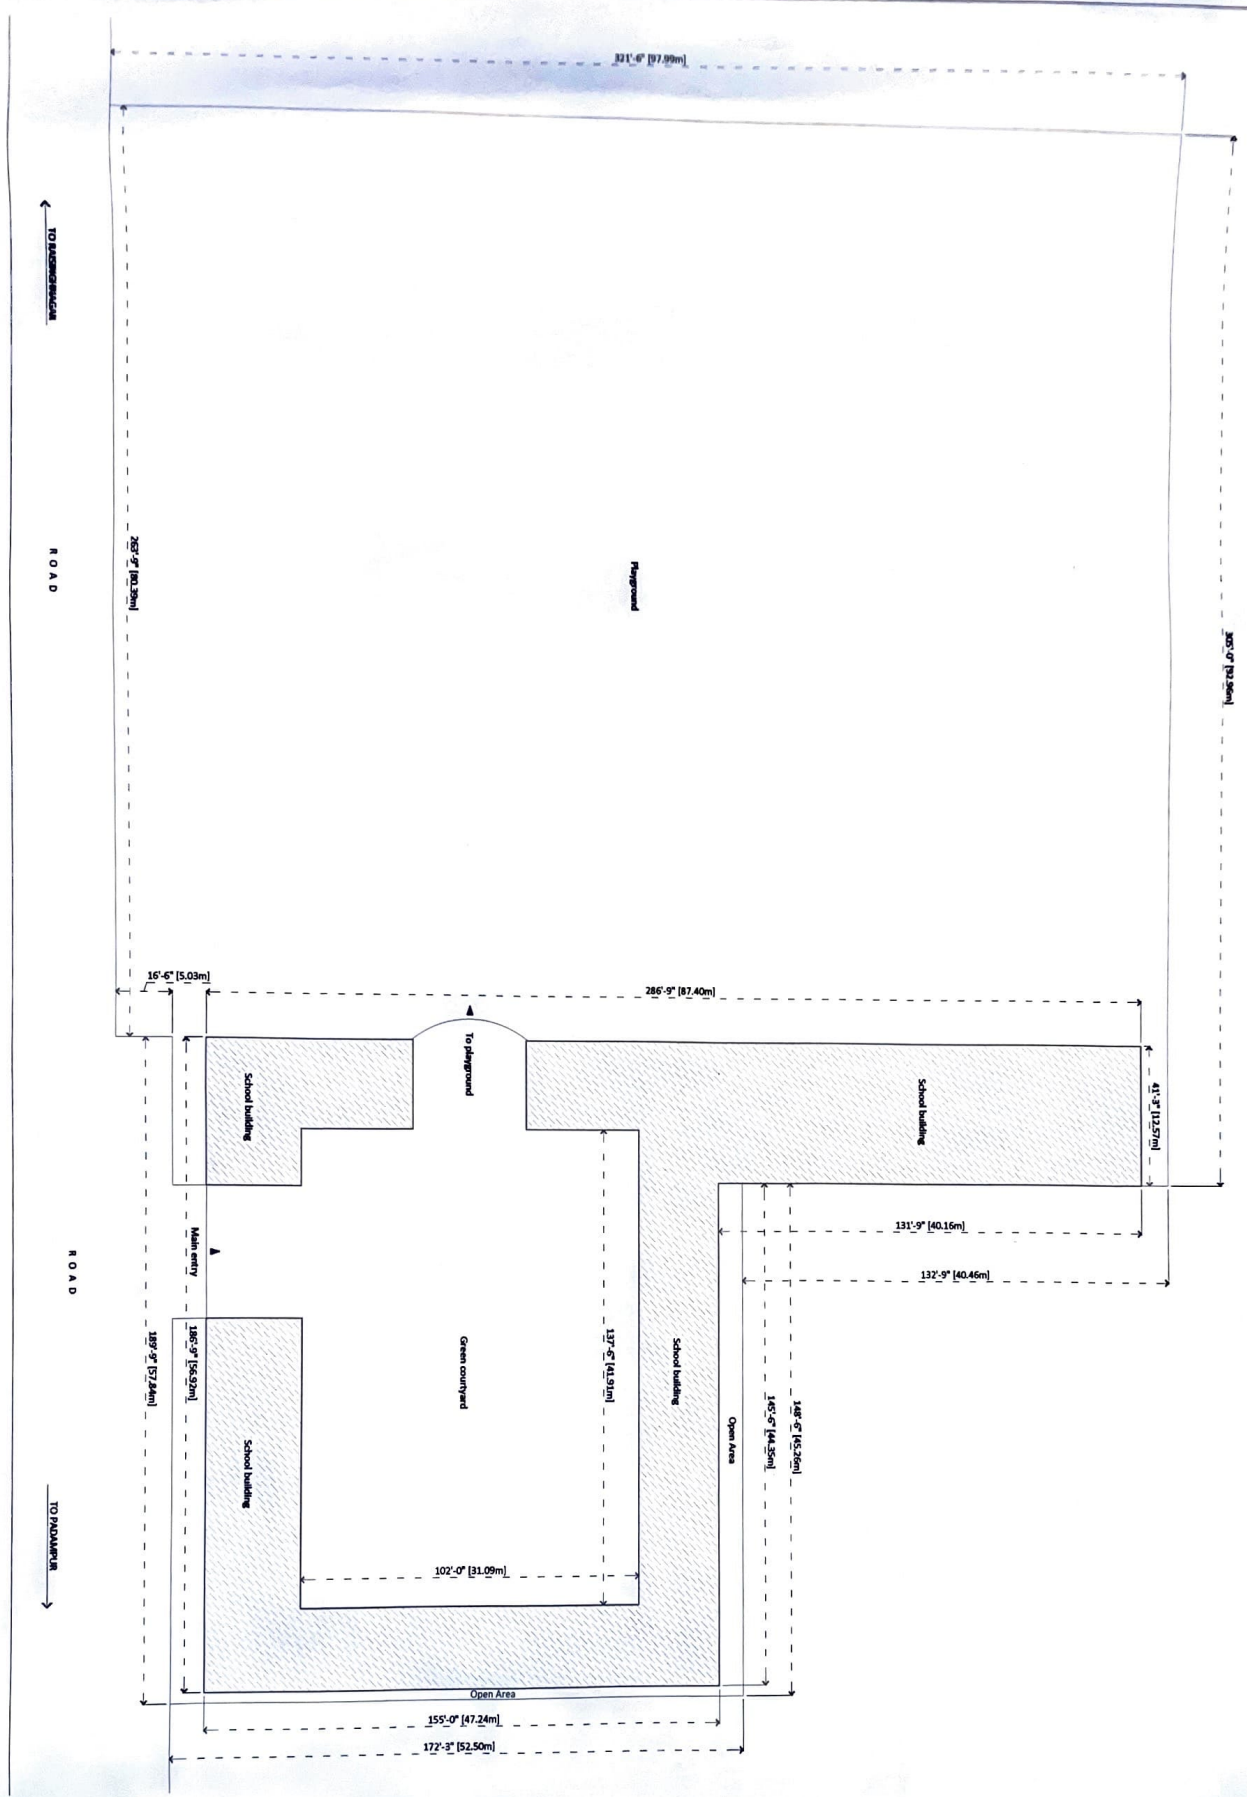 321'-6" [97.99m]
TO RAISINGHNAGAR
R O A D
263'-9" [80.39m]
Playground
305'-0" [92.96m]
16'-6" [5.03m]
286'-9" [87.40m]
To playground
School building
School building
41'-3" [12.57m]
Main entry
131'-9" [40.16m]
R O A D
132'-9" [40.46m]
189'-9" [57.84m]
186'-9" [56.92m]
Green courtyard
137'-6" [41.91m]
School building
Open Area
145'-6" [44.35m]
148'-6" [45.26m]
School building
TO PADAMPUR
102'-0" [31.09m]
Open Area
155'-0" [47.24m]
172'-3" [52.50m]